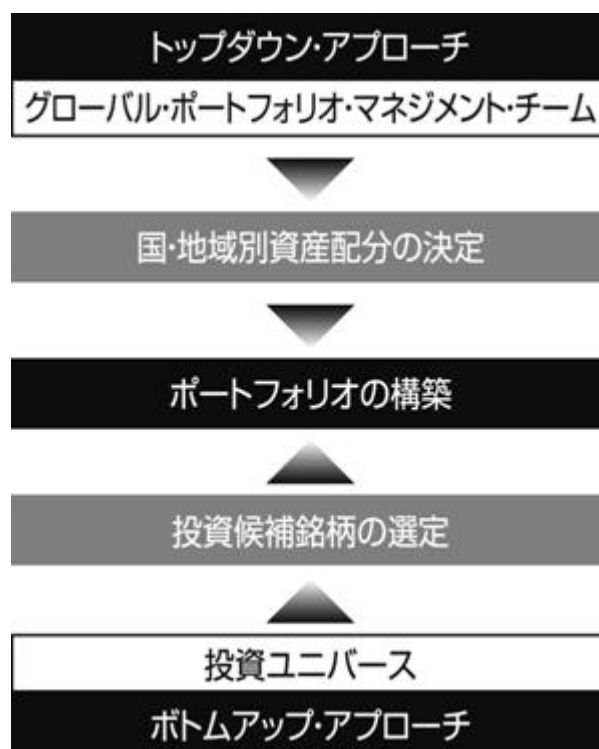 トップダウン・アプローチ
グローバル・ポートフォリオ・マネジメント・チーム
国・地域別資産配分の決定
ポートフォリオの構築
投資候補銘柄の選定
投資ユニバース
ボトムアップ・アプローチ